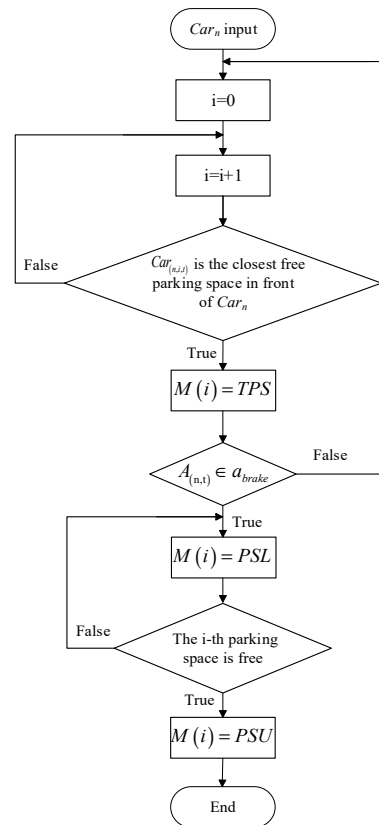 Car_n input
i=0
i=i+1
False
Car_(n,i,t) is the closest free
parking space in front
of Car_n
True
M(i)=TPS
False
A_(n,t) ∈ a_brake
True
M(i)=PSL
False
The i-th parking
space is free
True
M(i)=PSU
End